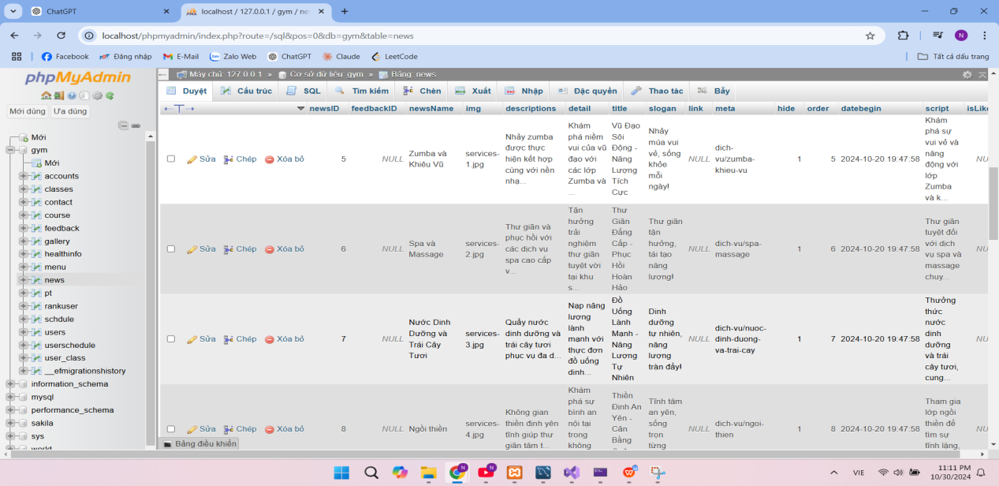 ChatGPT
localhost / 127.0.0.1 / gym / ne
localhost/phpmyadmin/index.php?route=/sql&pos=0&db=gym&table=news
N
Facebook
Đăng nhập
E-Mail
Zalo Web
ChatGPT
Claude
LeetCode
Tất cả dấu trang
phpMyAdmin
Mới dùng
Ưa dùng
Mới
gym
Mới
accounts
classes
contact
course
feedback
gallery
healthinfo
menu
news
pt
rankuser
schdule
users
userschedule
user_class
__efmigrationshistory
information_schema
mysql
performance_schema
sakila
sys
world
Máy chủ: 127.0.0.1 » Cơ sở dữ liệu: gym » Bảng: news
Duyệt
Cấu trúc
SQL
Tìm kiếm
Chèn
Xuất
Nhập
Đặc quyền
Thao tác
Bẫy
newsID feedbackID newsName img descriptions detail title slogan link meta hide order datebegin script isLike
Sửa Chép Xóa bỏ
5
NULL
Zumba và
Khiêu Vũ
services-
1.jpg
Nhảy zumba
được thực
hiện kết hợp
cùng với nền
nhạ...
Khám
phá niềm
vui của vũ
đạo với
các lớp
Zumba và
...
Vũ Đạo
Sôi
Động -
Năng
Lượng
Tích
Cực
Nhảy
múa vui
vẻ, sống
khỏe
mỗi
ngày!
NULL
dich-
vu/zumba-
khieu-vu
1
5
2024-10-20 19:47:58
Khám
phá sự
vui vẻ và
năng
động với
lớp
Zumba
và k...
NU
Sửa Chép Xóa bỏ
6
NULL
Spa và
Massage
services-
2.jpg
Thư giãn và
phục hồi với
các dịch vụ
spa cao cấp
v...
Tận
hưởng
trải
nghiệm
thư giãn
tuyệt vời
tại khu
s...
Thư
Giãn
Đẳng
Cấp -
Phục
Hồi
Hoàn
Hảo
Thư giãn
tận
hưởng,
tái tạo
năng
lượng!
NULL
dich-vu/spa-
massage
1
6
2024-10-20 19:47:58
Thư giãn
tuyệt đối
với dịch
vụ spa và
massage
chuy...
NU
Sửa Chép Xóa bỏ
7
NULL
Nước Dinh
Dưỡng và
Trái Cây
Tươi
services-
3.jpg
Quầy nước
dinh dưỡng và
trái cây tươi
phục vụ đa d...
Nạp năng
lượng
lành
mạnh với
thực đơn
đồ uống
dinh...
Đồ
Uống
Lành
Mạnh -
Năng
Lượng
Tự
Nhiên
Dinh
dưỡng
tự nhiên,
năng
lượng
tràn đầy!
NULL
dich-vu/nuoc-
dinh-duong-
va-trai-cay
1
7
2024-10-20 19:47:58
Thưởng
thức
nước
dinh
dưỡng
và trái
cây tươi,
cung...
NU
Sửa Chép Xóa bỏ
8
NULL
Ngồi thiền
services-
4.jpg
Không gian
thiền định yên
tĩnh giúp thư
giãn tâm t...
Khám
phá sự
bình an
nội tại
trong
không
Thiền
Định An
Yên -
Cân
Bằng
Tĩnh tâm
an yên,
sống
trọn
từng
NULL
dich-vu/ngoi-
thien
1
8
2024-10-20 19:47:58
Tham gia
lớp ngồi
thiền để
tìm sự
tĩnh lặng,
NU
Bảng điều khiển
VIE
11:11 PM
10/30/2024